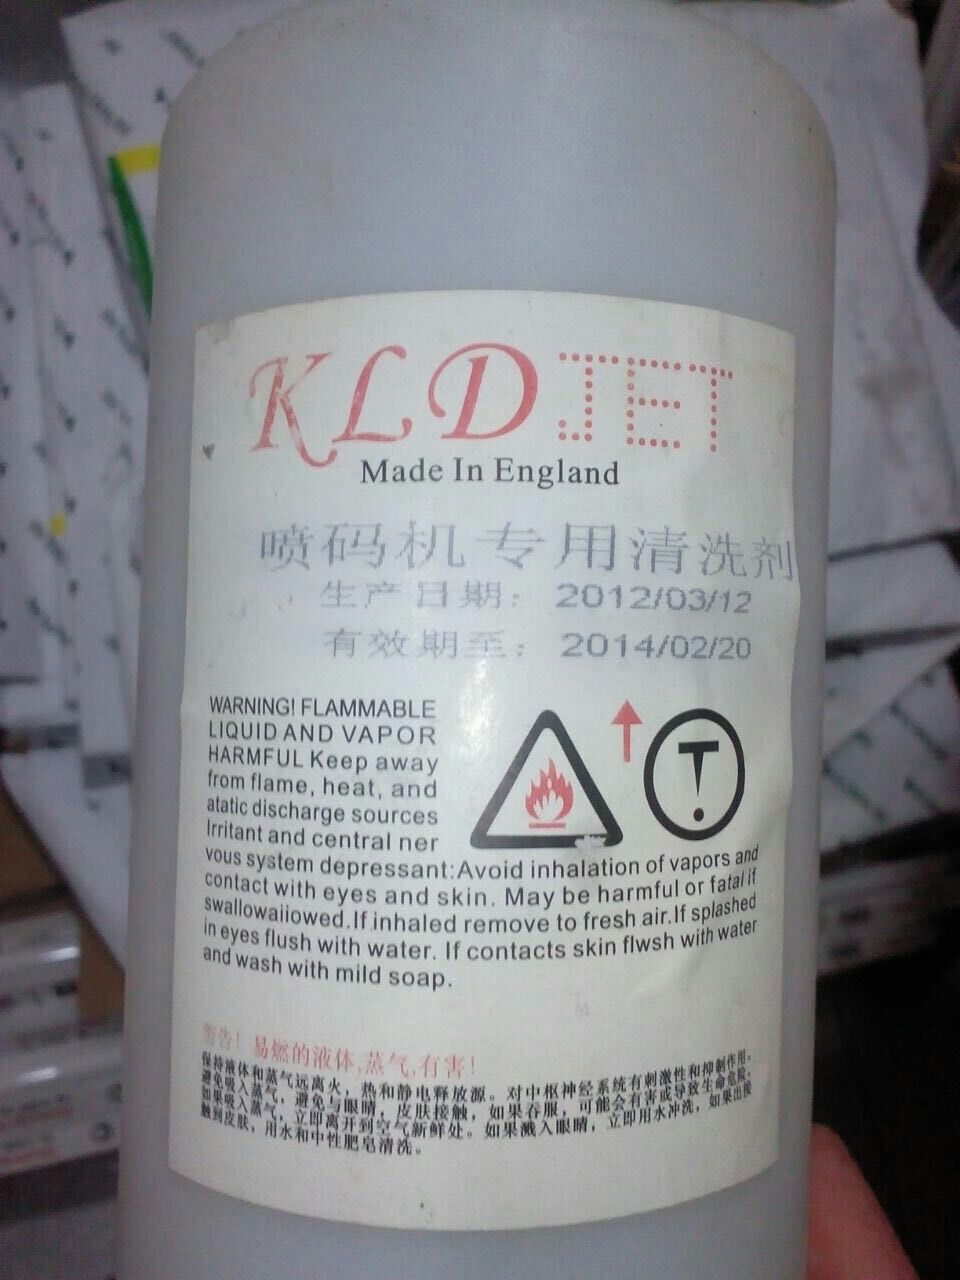 KLD JET
Made In England
喷码机专用清洗剂
生产日期：2012/03/12
有效期至：2014/02/20
WARNING! FLAMMABLE
LIQUID AND VAPOR
HARMFUL Keep away
from flame, heat, and
atatic discharge sources
Irritant and central ner
vous system depressant:Avoid inhalation of vapors and
contact with eyes and skin. May be harmful or fatal if
swallowaiiowed.If inhaled remove to fresh air.If splashed
in eyes flush with water. If contacts skin flwsh with water
and wash with mild soap.
T
警告！易燃的液体,蒸气,有害！
保持液体和蒸气远离火，热和静电释放源。对中枢神经系统有刺激性和抑制作用。
避免吸入蒸气，避免与眼睛，皮肤接触，如果吞服，可能会有害或导致生命危险。
如果吸入蒸气，立即离开到空气新鲜处。如果溅入眼睛，立即用水冲洗，如果出接
触到皮肤，用水和中性肥皂清洗。